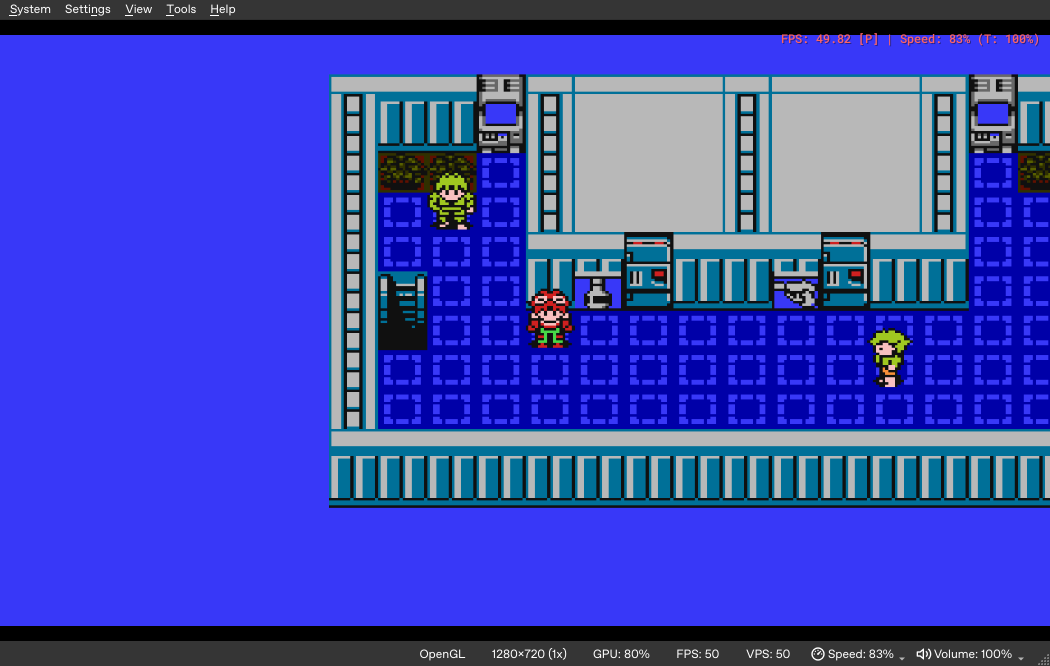 System Settings View Tools Help
FPS: 49.82 [P] | Speed: 83% (T: 100%)
OpenGL 1280×720 (1x) GPU: 80% FPS: 50 VPS: 50 Speed: 83% Volume: 100%